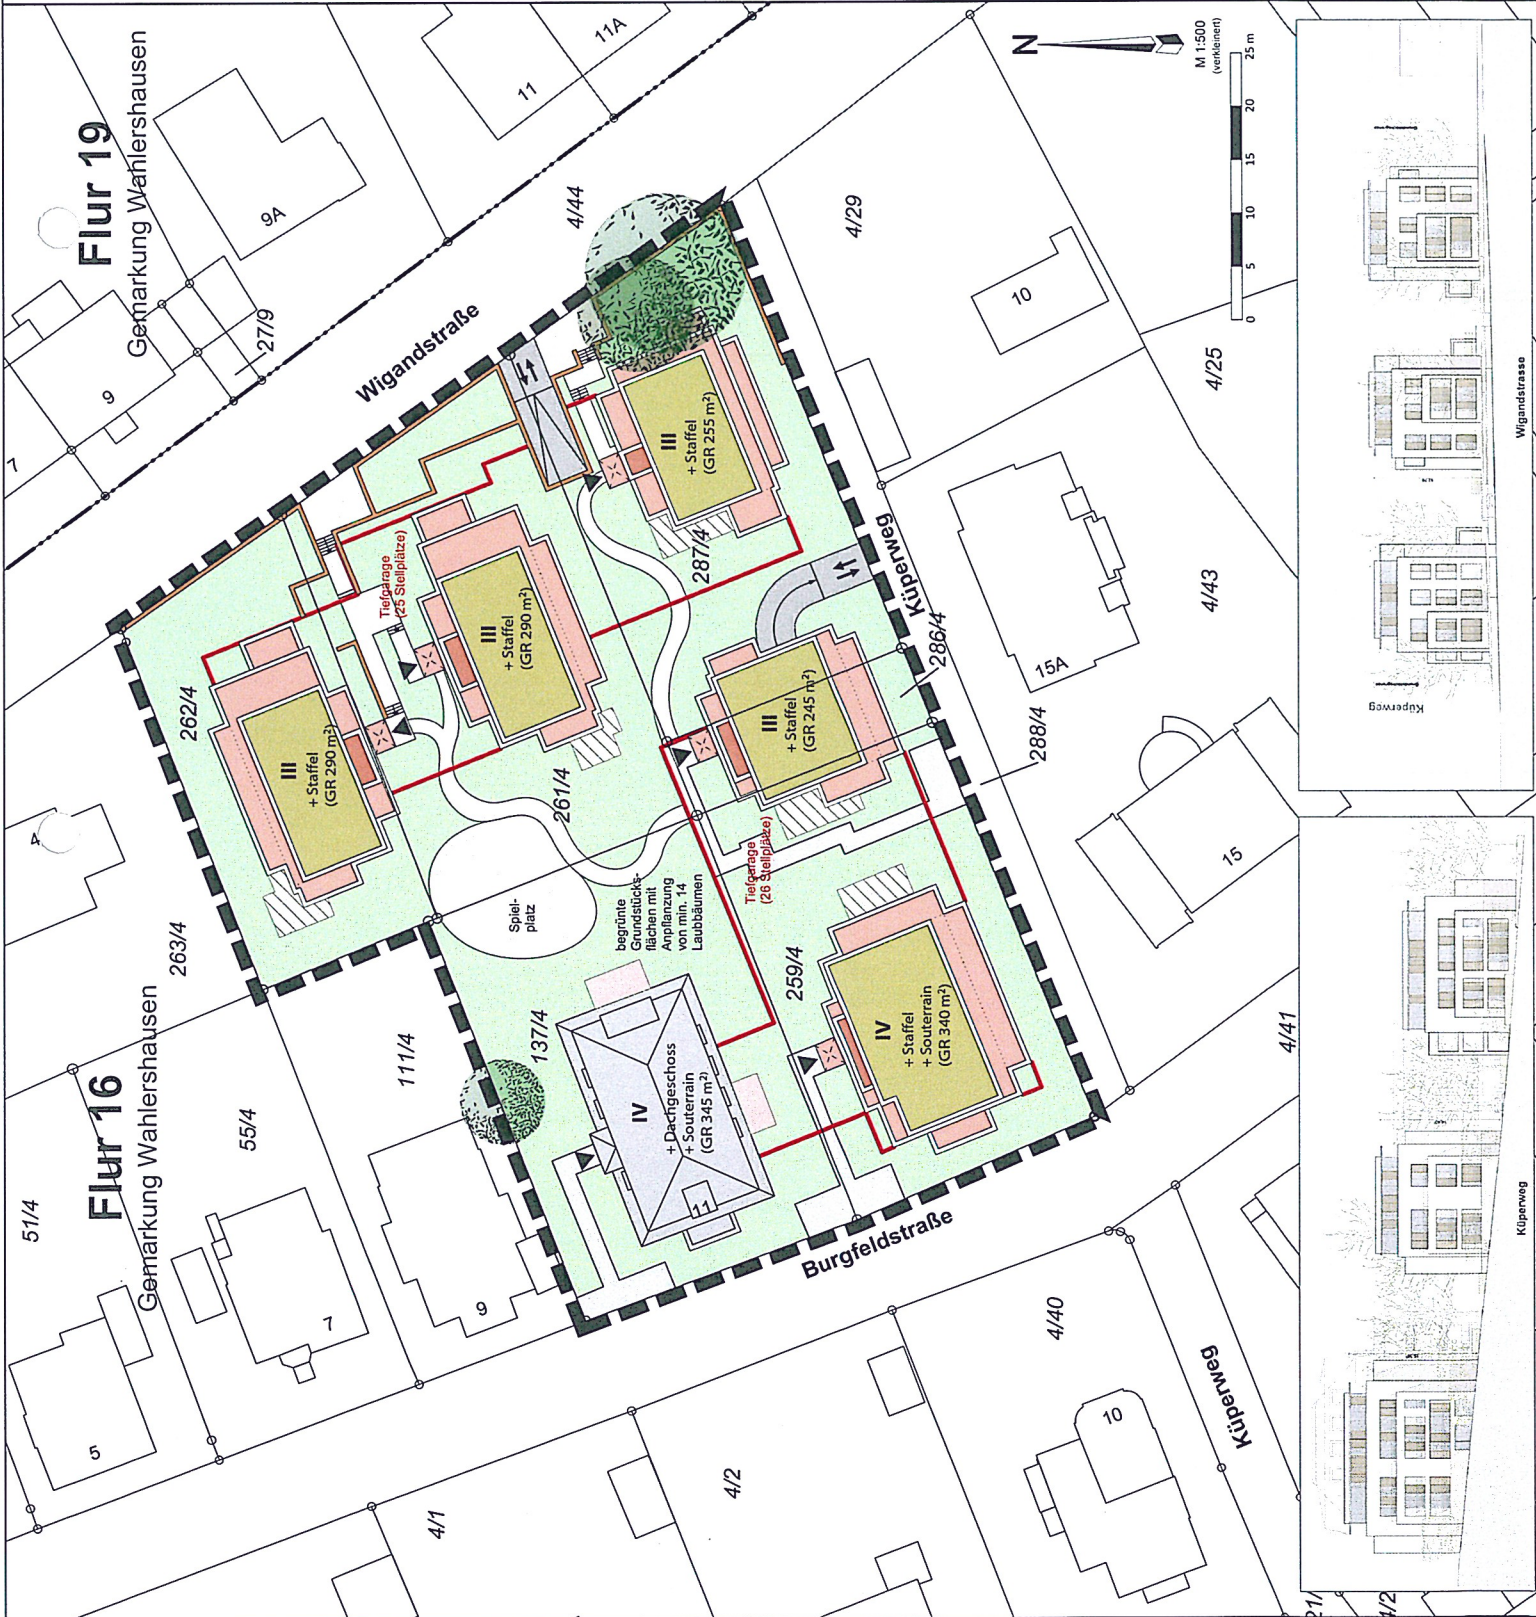 Flur 19
Gemarkung Wahlershausen
Flur 16
Gemarkung Wahlershausen
Wigandstraße
Burgfeldstraße
Küperweg
Küperweg
N
M 1:500
(verkleinert)
0
5
10
15
20
25 m
7
9
27/9
9A
11
11A
4/44
4/29
10
4/25
4/43
15A
286/4
288/4
15
4/41
4
262/4
263/4
51/4
55/4
111/4
5
7
9
137/4
259/4
261/4
287/4
4/1
4/2
4/40
10
21/
4/2
III
+ Staffel
(GR 290 m²)
III
+ Staffel
(GR 290 m²)
III
+ Staffel
(GR 255 m²)
III
+ Staffel
(GR 245 m²)
IV
+ Staffel
+ Souterrain
(GR 340 m²)
IV
+ Dachgeschoss
+ Souterrain
(GR 345 m²)
11
Tiefgarage
(25 Stellplätze)
Tiefgarage
(26 Stellplätze)
Spiel-
platz
begrünte
Grundstücks-
flächen mit
Anpflanzung
von min. 14
Laubbäumen
Küperweg
Wigandstrasse
Küperweg